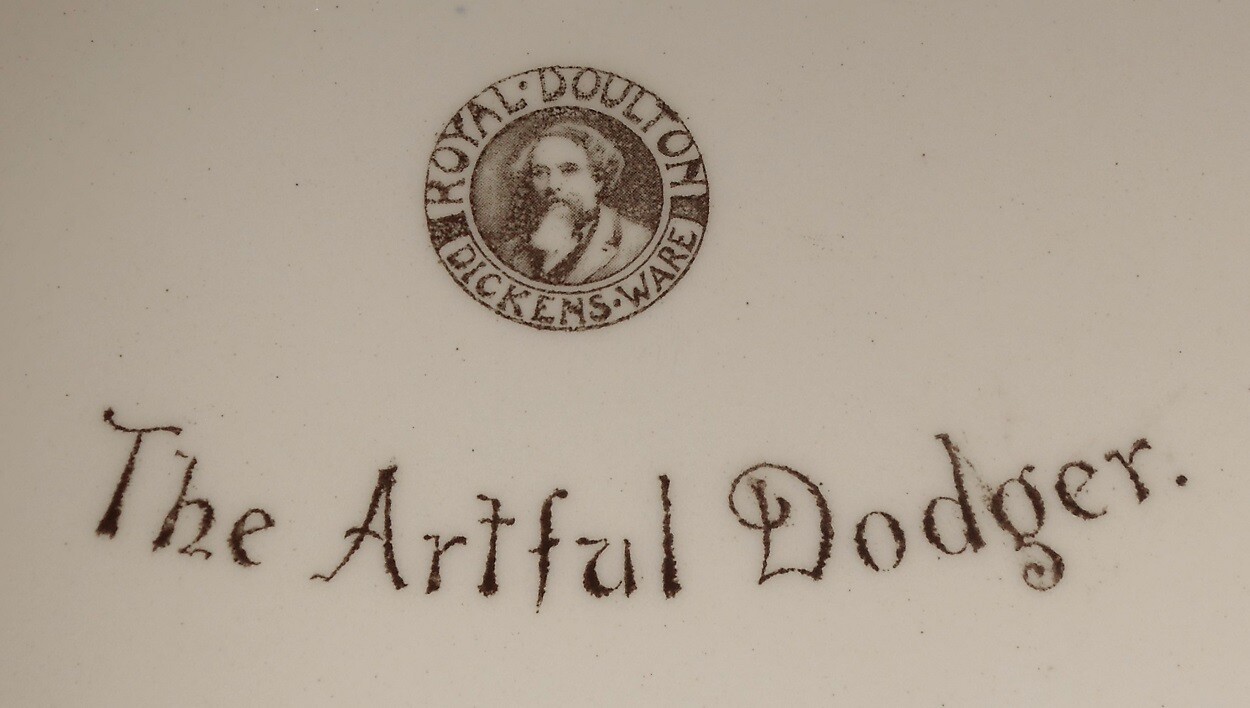 ROYAL·DOULTON
DICKENS·WARE
The Artful Dodger.